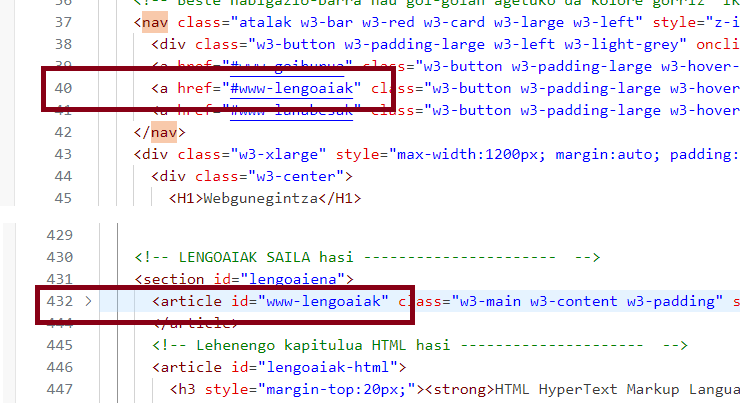 36 <!-- Beste nabigazio-barra hau goi-goian agetuko da kolore gorriz
37 <nav class="atalak w3-bar w3-red w3-card w3-large w3-left" style="z-i
38 <div class="w3-button w3-padding-large w3-left w3-light-grey" onclic
39 <a href="#www-goiburua" class="w3-button w3-padding-large w3-hover-
40 <a href="#www-lengoaiak" class="w3-button w3-padding-large w3-hover
41 <a href="#www-lanabesak" class="w3-button w3-padding-large w3-hover
42 </nav>
43 <div class="w3-xlarge" style="max-width:1200px; margin:auto; padding:
44 <div class="w3-center">
45 <H1>Webgunegintza</H1>
429
430 <!-- LENGOAIAK SAILA hasi ---------------------- -->
431 <section id="lengoaiena">
432 <article id="www-lengoaiak" class="w3-main w3-content w3-padding" s
444 </article>
445 <!-- Lehenengo kapitulua HTML hasi ------------------ -->
446 <article id="lengoaiak-html">
447 <h3 style="margin-top:20px;"><strong>HTML HyperText Markup Langua